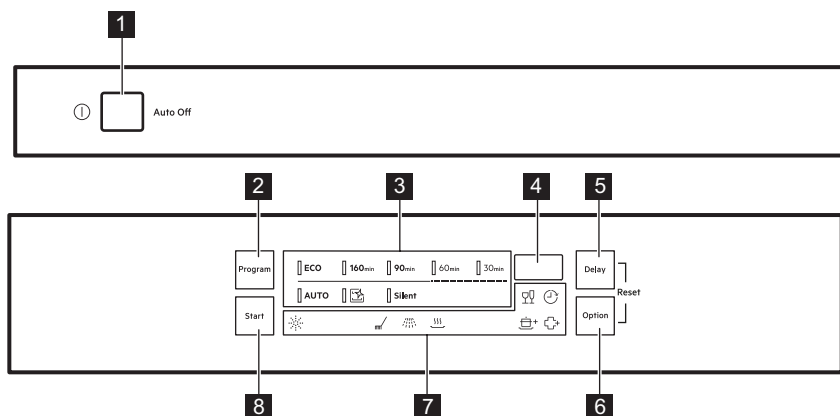 1
Auto Off
2
3
4
5
Program
ECO 160min 90min 60min 30min
Delay
AUTO Silent
Reset
Start
Option
8
7
6